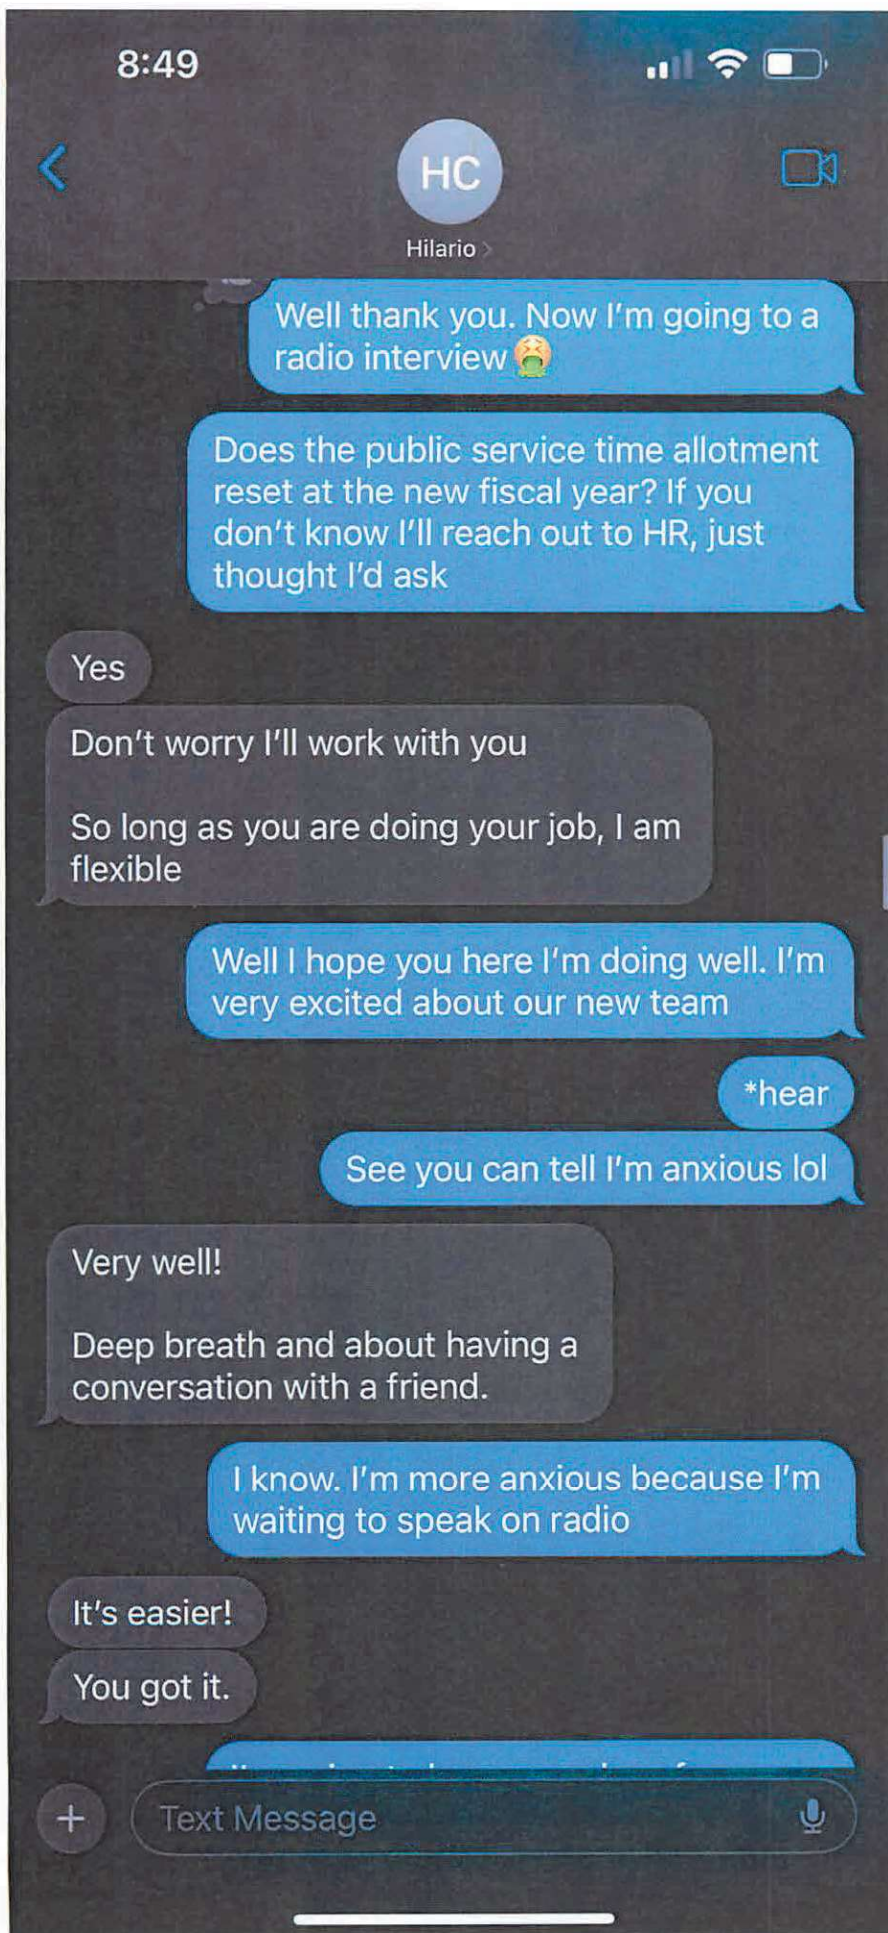 8:49
HC
Hilario
Well thank you. Now I'm going to a
radio interview🤮
Does the public service time allotment
reset at the new fiscal year? If you
don't know I'll reach out to HR, just
thought I'd ask
Yes
Don't worry I'll work with you
So long as you are doing your job, I am
flexible
Well I hope you here I'm doing well. I'm
very excited about our new team
*hear
See you can tell I'm anxious lol
Very well!
Deep breath and about having a
conversation with a friend.
I know. I'm more anxious because I'm
waiting to speak on radio
It's easier!
You got it.
Text Message